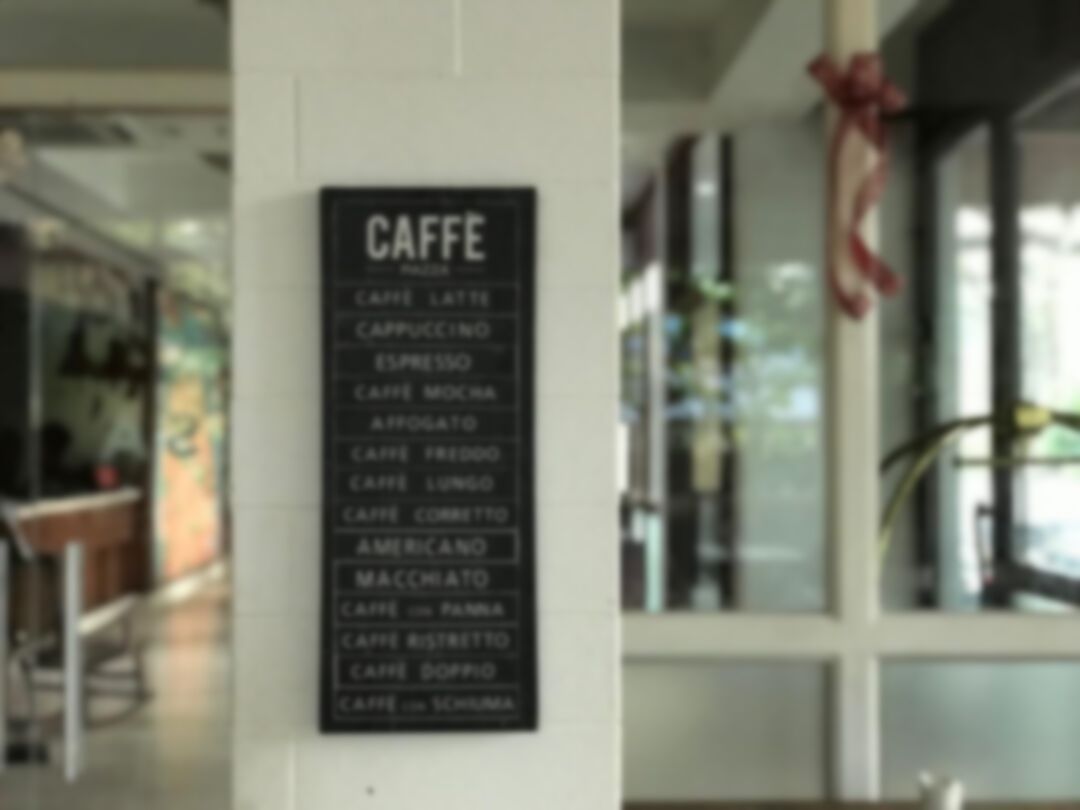 CAFFÈ
PIAZZA
CAFFÈ LATTE
CAPPUCCINO
ESPRESSO
CAFFÈ MOCHA
AFFOGATO
CAFFÈ FREDDO
CAFFÈ LUNGO
CAFFÈ CORRETTO
AMERICANO
MACCHIATO
CAFFÈ CON PANNA
CAFFÈ RISTRETTO
CAFFÈ DOPPIO
CAFFÈ CON SCHIUMA